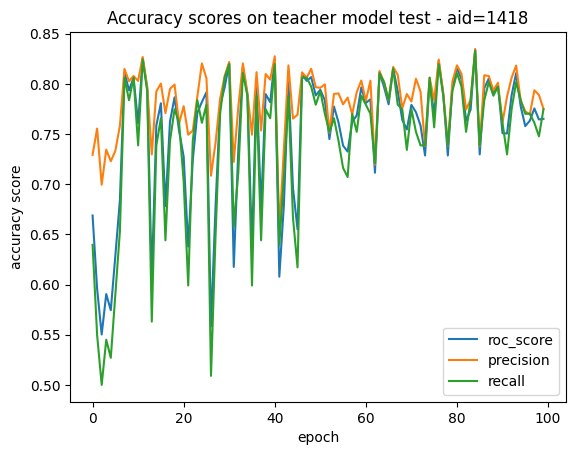 Accuracy scores on teacher model test - aid=1418
accuracy score
0.85
0.80
0.75
0.70
0.65
0.60
0.55
0.50
roc_score
precision
recall
0
20
40
60
80
100
epoch